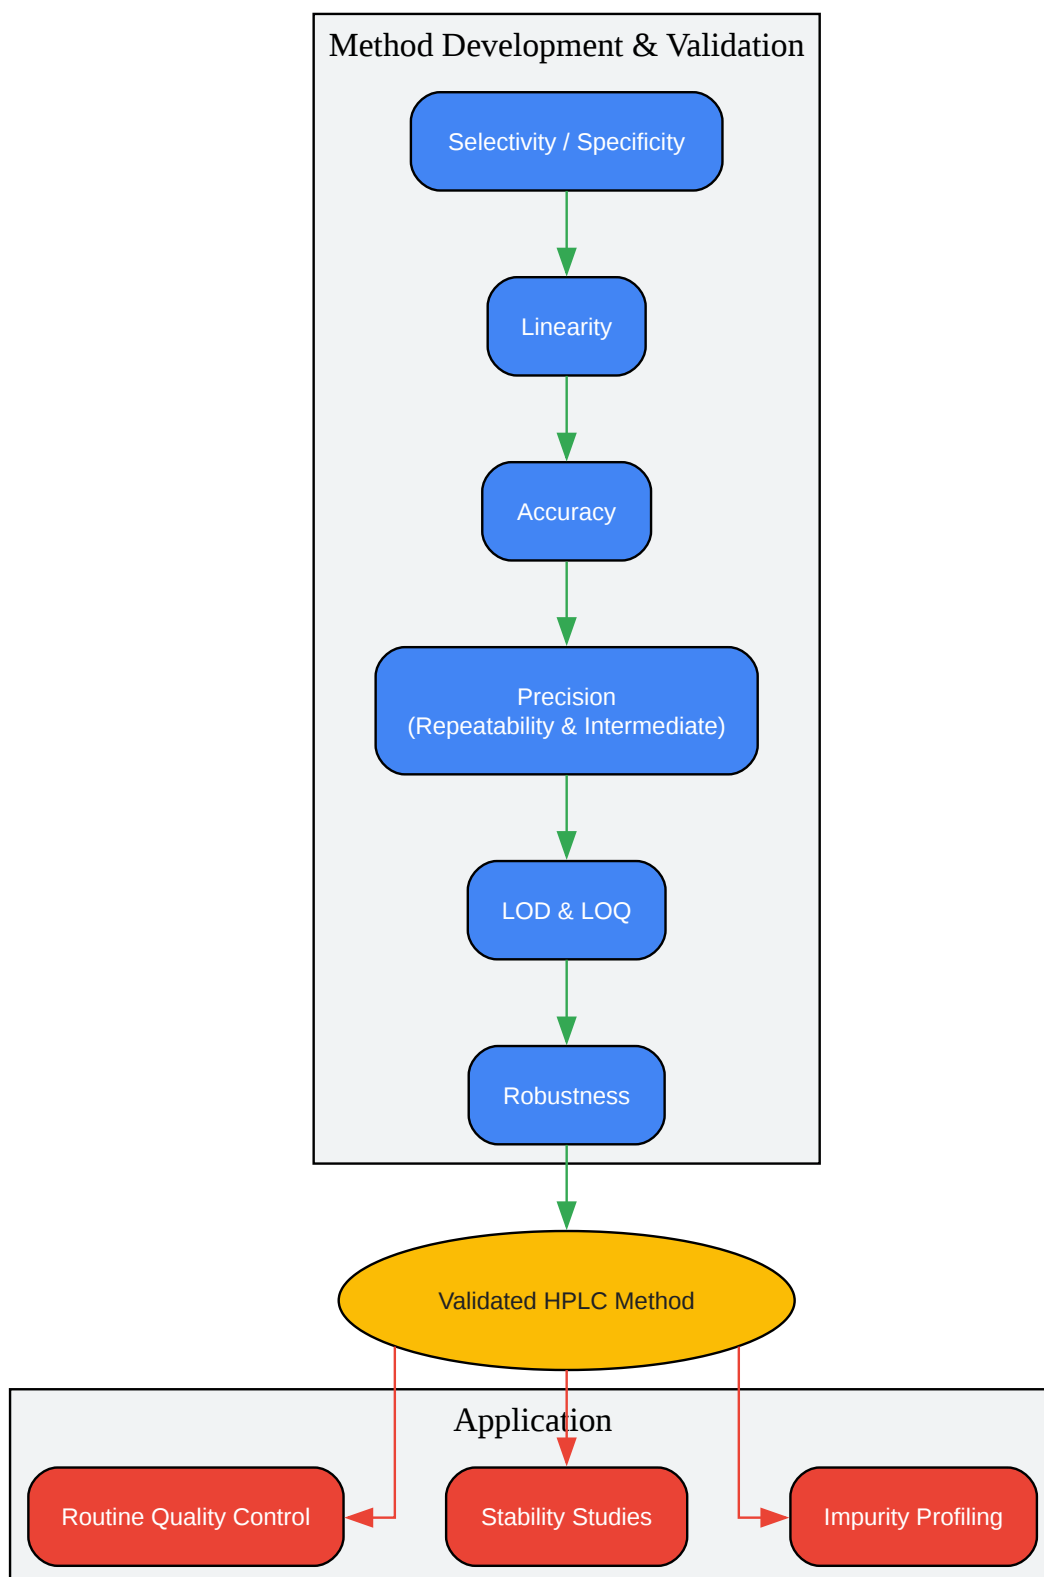 Method Development & Validation
Selectivity / Specificity
Linearity
Accuracy
Precision
(Repeatability & Intermediate)
LOD & LOQ
Robustness
Validated HPLC Method
Application
Routine Quality Control
Stability Studies
Impurity Profiling